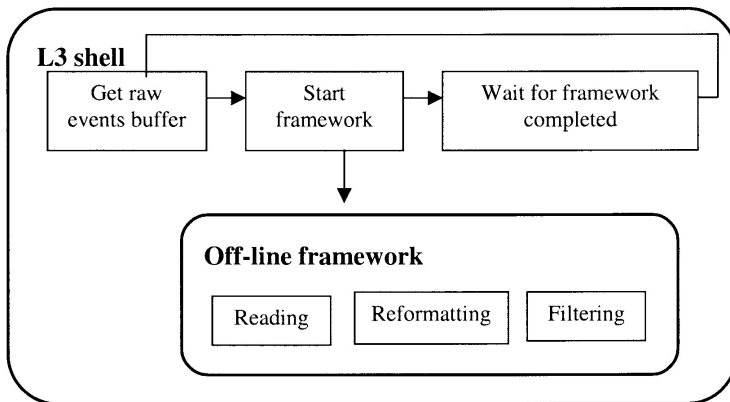 L3 shell
Get raw
events buffer
Start
framework
Wait for framework
completed
Off-line framework
Reading
Reformatting
Filtering